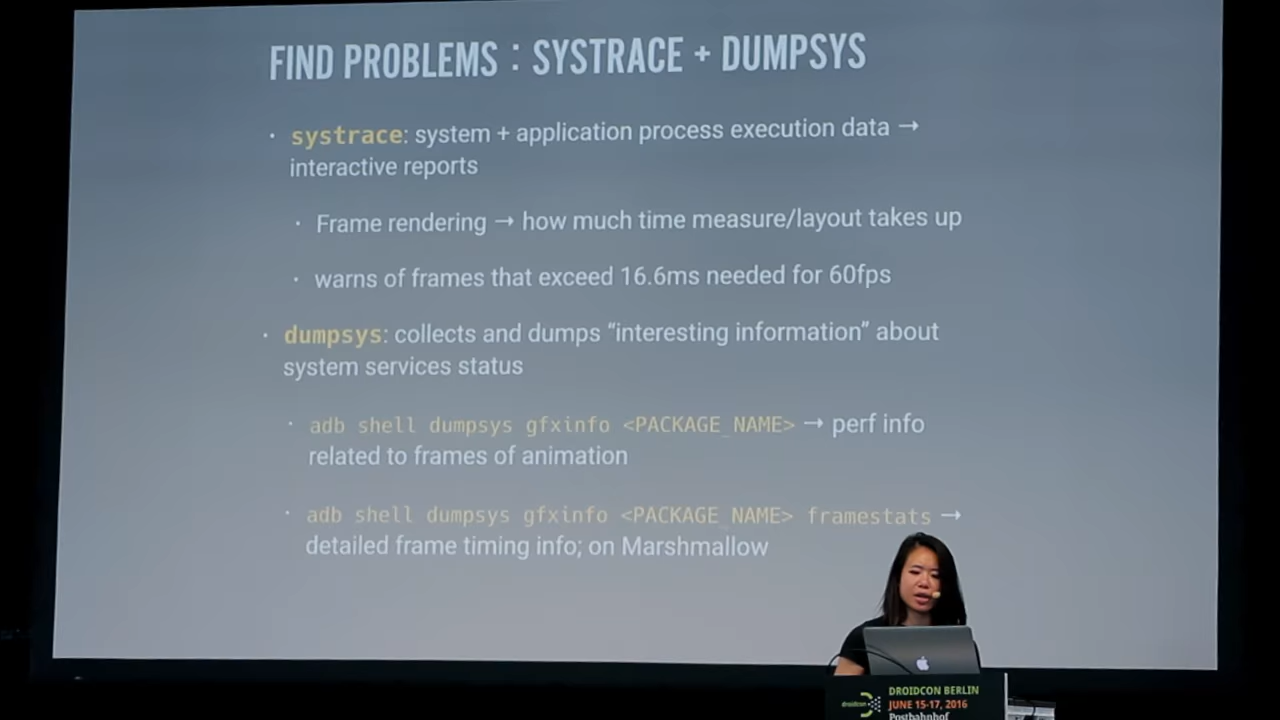 FIND PROBLEMS : SYSTRACE + DUMPSYS
· systrace: system + application process execution data →
interactive reports
· Frame rendering → how much time measure/layout takes up
· warns of frames that exceed 16.6ms needed for 60fps
· dumpsys: collects and dumps “interesting information” about
system services status
· adb shell dumpsys gfxinfo <PACKAGE_NAME> → perf info
related to frames of animation
· adb shell dumpsys gfxinfo <PACKAGE_NAME> framestats →
detailed frame timing info; on Marshmallow
droidcon
DROIDCON BERLIN
JUNE 15-17, 2016
Postbahnhof